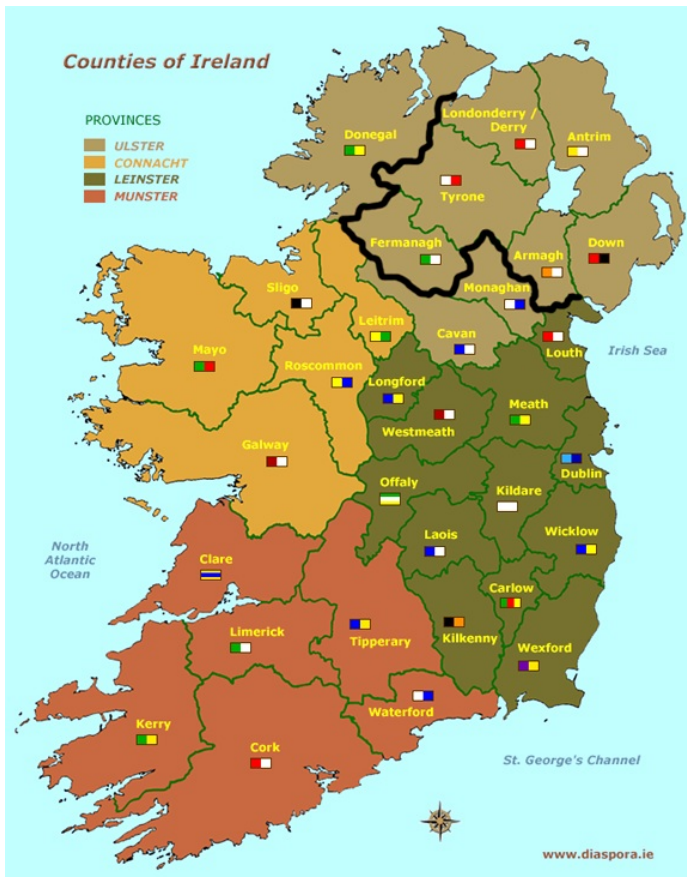 Counties of Ireland
PROVINCES
ULSTER
CONNACHT
LEINSTER
MUNSTER
Donegal
Londonderry /
Derry
Antrim
Tyrone
Fermanagh
Armagh
Down
Monaghan
Sligo
Leitrim
Cavan
Louth
Irish Sea
Mayo
Roscommon
Longford
Meath
Westmeath
Galway
Dublin
Offaly
Kildare
Laois
Wicklow
North
Atlantic
Ocean
Clare
Carlow
Limerick
Tipperary
Kilkenny
Wexford
Waterford
Kerry
Cork
St. George's Channel
www.diaspora.ie